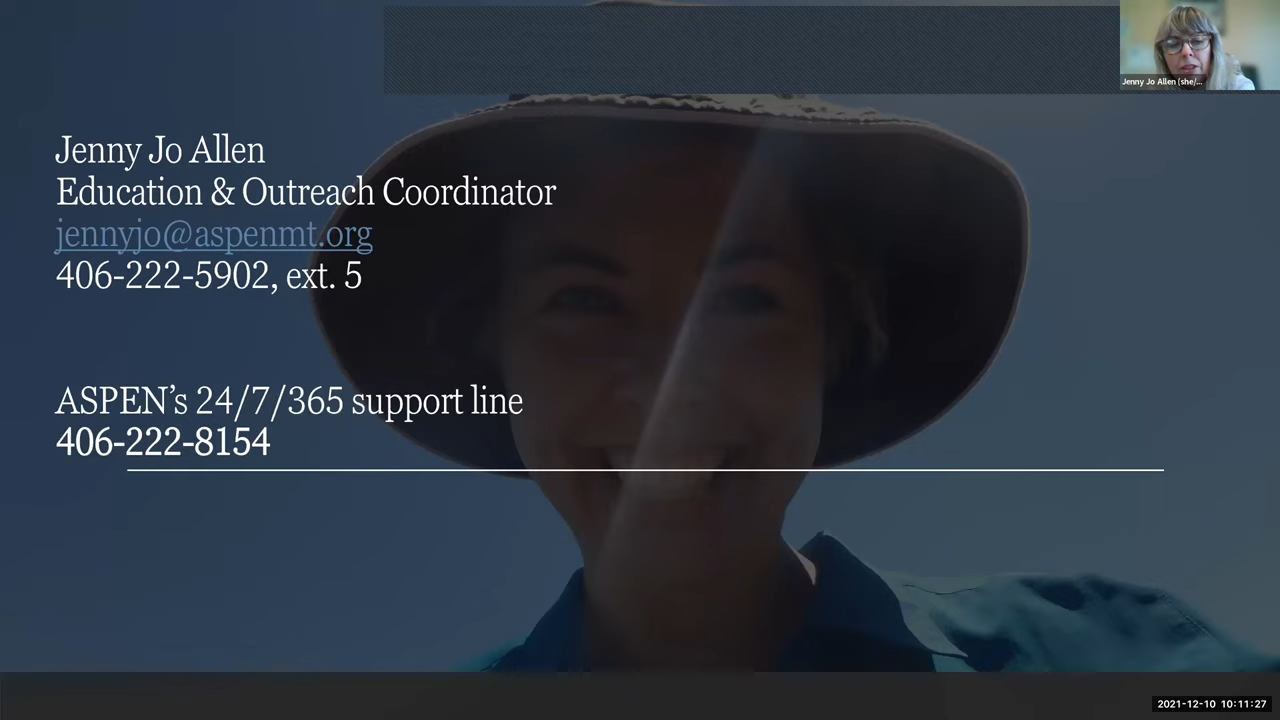 Jenny Jo Allen (she/...
Jenny Jo Allen
Education & Outreach Coordinator
jennyjo@aspenmt.org
406-222-5902, ext. 5
ASPEN’s 24/7/365 support line
406-222-8154
2021-12-10 10:11:27